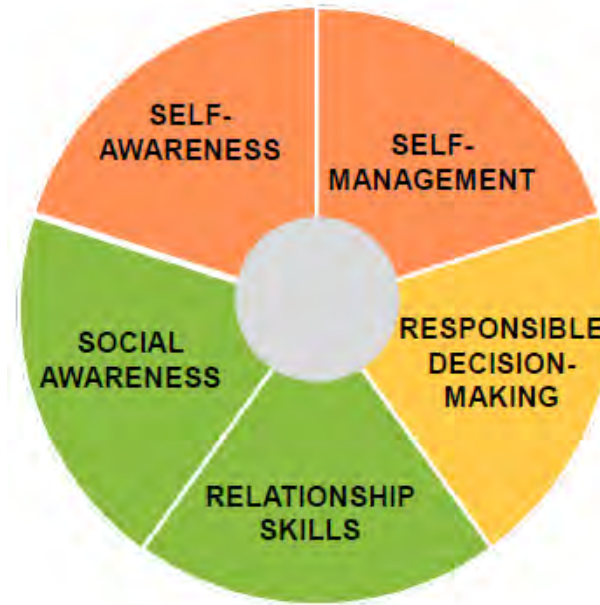 SELF-
AWARENESS
SELF-
MANAGEMENT
RESPONSIBLE
DECISION-
MAKING
RELATIONSHIP
SKILLS
SOCIAL
AWARENESS